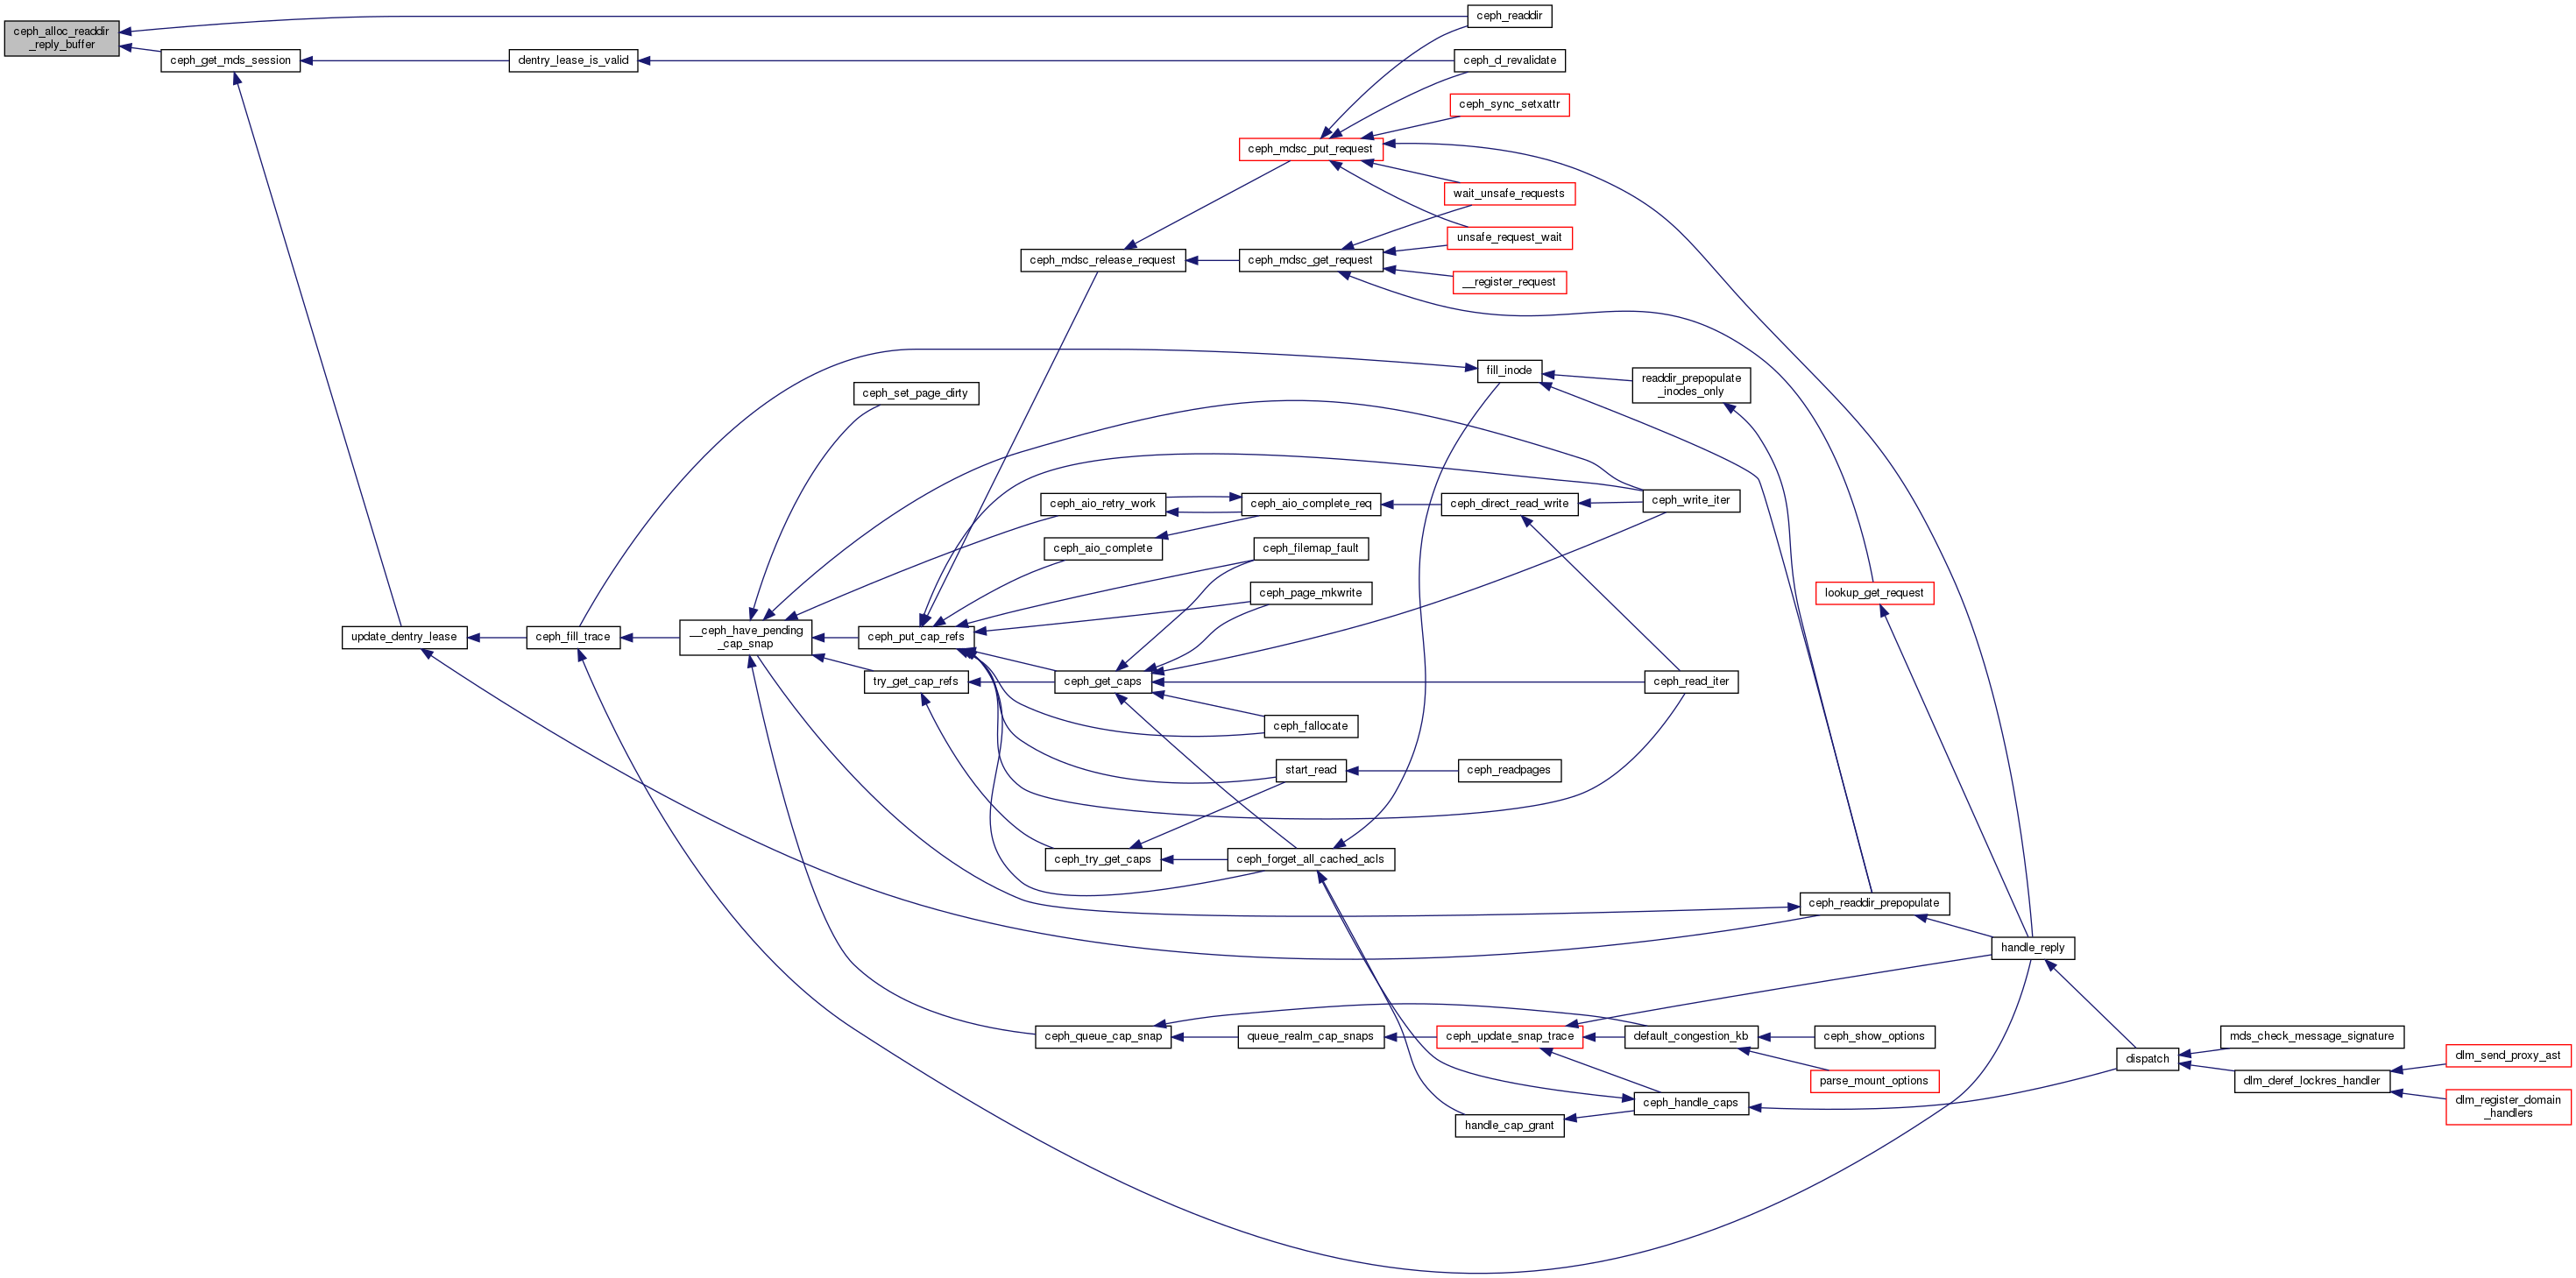 ceph_alloc_readdir
_reply_buffer
ceph_readdir
ceph_get_mds_session
dentry_lease_is_valid
ceph_d_revalidate
ceph_sync_setxattr
ceph_mdsc_put_request
wait_unsafe_requests
unsafe_request_wait
ceph_mdsc_release_request
ceph_mdsc_get_request
__register_request
fill_inode
readdir_prepopulate
_inodes_only
ceph_set_page_dirty
ceph_aio_retry_work
ceph_aio_complete_req
ceph_direct_read_write
ceph_write_iter
ceph_aio_complete
ceph_filemap_fault
ceph_page_mkwrite
lookup_get_request
update_dentry_lease
ceph_fill_trace
__ceph_have_pending
_cap_snap
ceph_put_cap_refs
try_get_cap_refs
ceph_get_caps
ceph_read_iter
ceph_fallocate
start_read
ceph_readpages
ceph_try_get_caps
ceph_forget_all_cached_acls
ceph_readdir_prepopulate
handle_reply
ceph_queue_cap_snap
queue_realm_cap_snaps
ceph_update_snap_trace
default_congestion_kb
ceph_show_options
mds_check_message_signature
dispatch
dlm_send_proxy_ast
parse_mount_options
dlm_deref_lockres_handler
ceph_handle_caps
dlm_register_domain
_handlers
handle_cap_grant